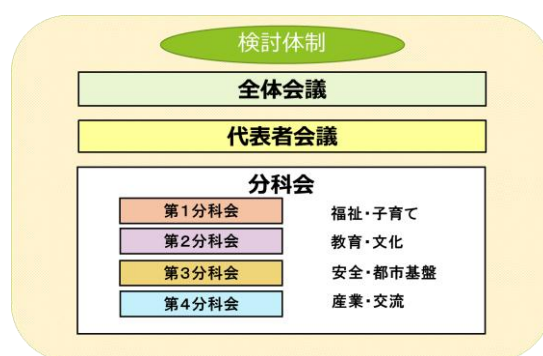 検討体制
全体会議
代表者会議
分科会
第1分科会 福祉・子育て
第2分科会 教育・文化
第3分科会 安全・都市基盤
第4分科会 産業・交流